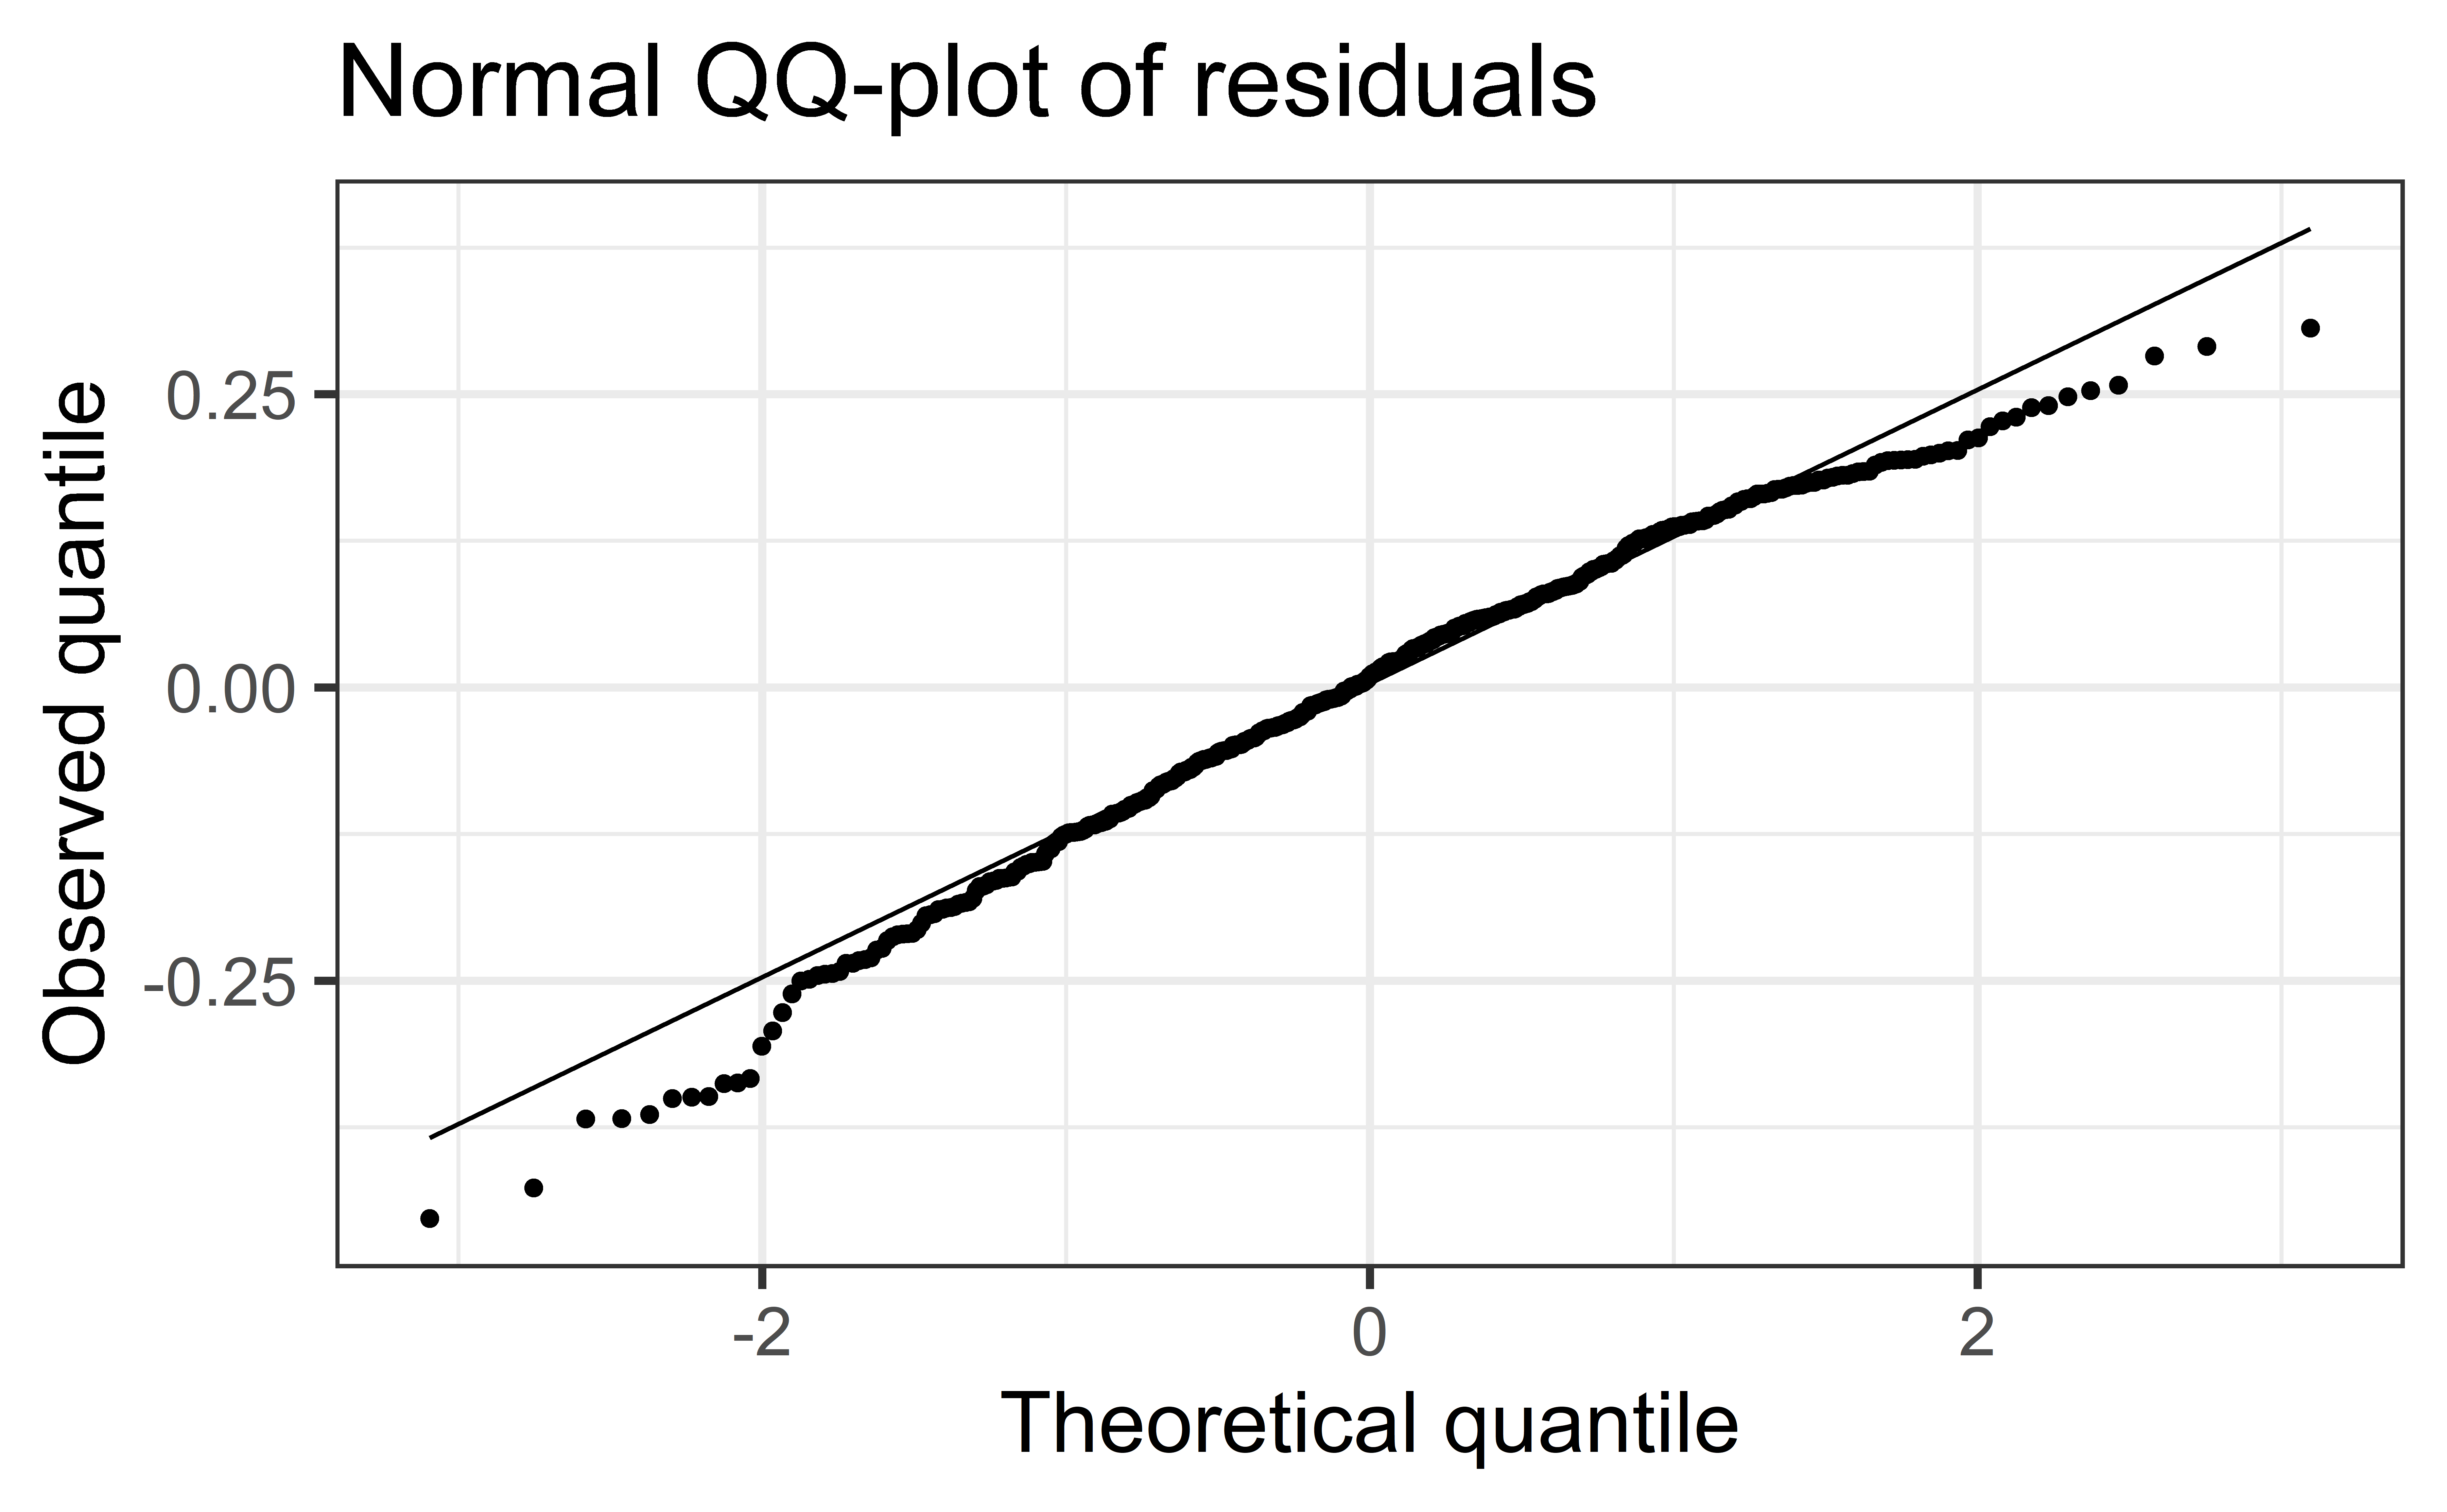 Normal QQ-plot of residuals
Observed quantile
0.25
0.00
-0.25
-2
0
2
Theoretical quantile